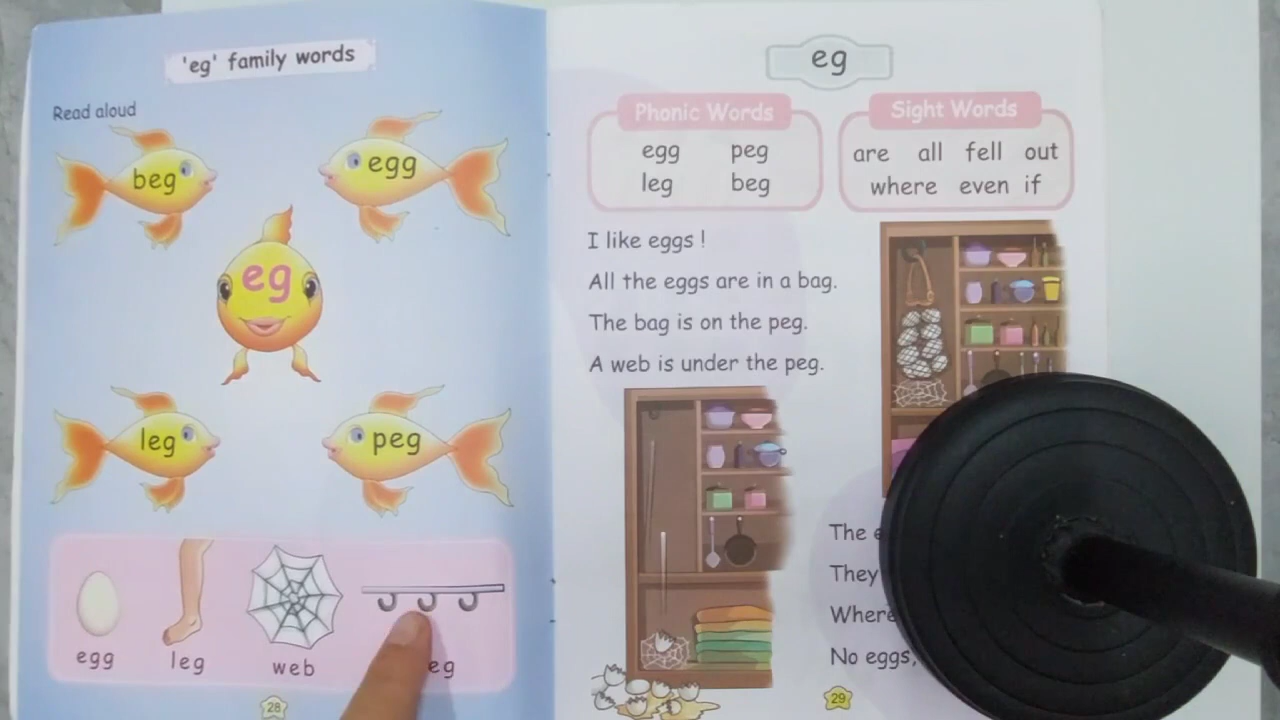 'eg' family words
Read aloud
beg
egg
eg
leg
peg
egg leg web eg
28
eg
Phonic Words
egg peg
leg beg
Sight Words
are all fell out
where even if
I like eggs !
All the eggs are in a bag.
The bag is on the peg.
A web is under the peg.
The
They
Where
No eggs,
29